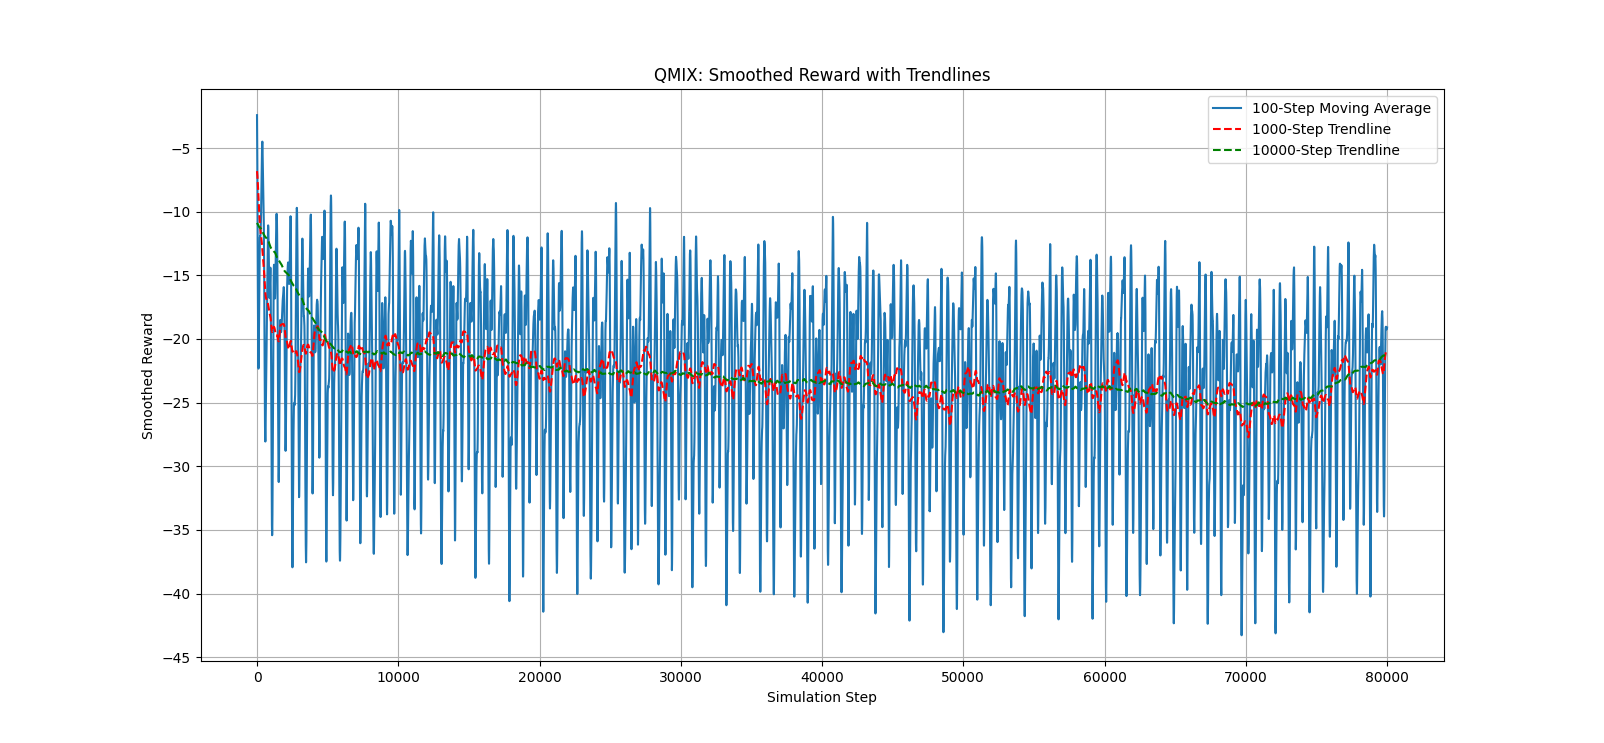 QMIX: Smoothed Reward with Trendlines
100-Step Moving Average
1000-Step Trendline
10000-Step Trendline
Smoothed Reward
−5
−10
−15
−20
−25
−30
−35
−40
−45
0 10000 20000 30000 40000 50000 60000 70000 80000
Simulation Step